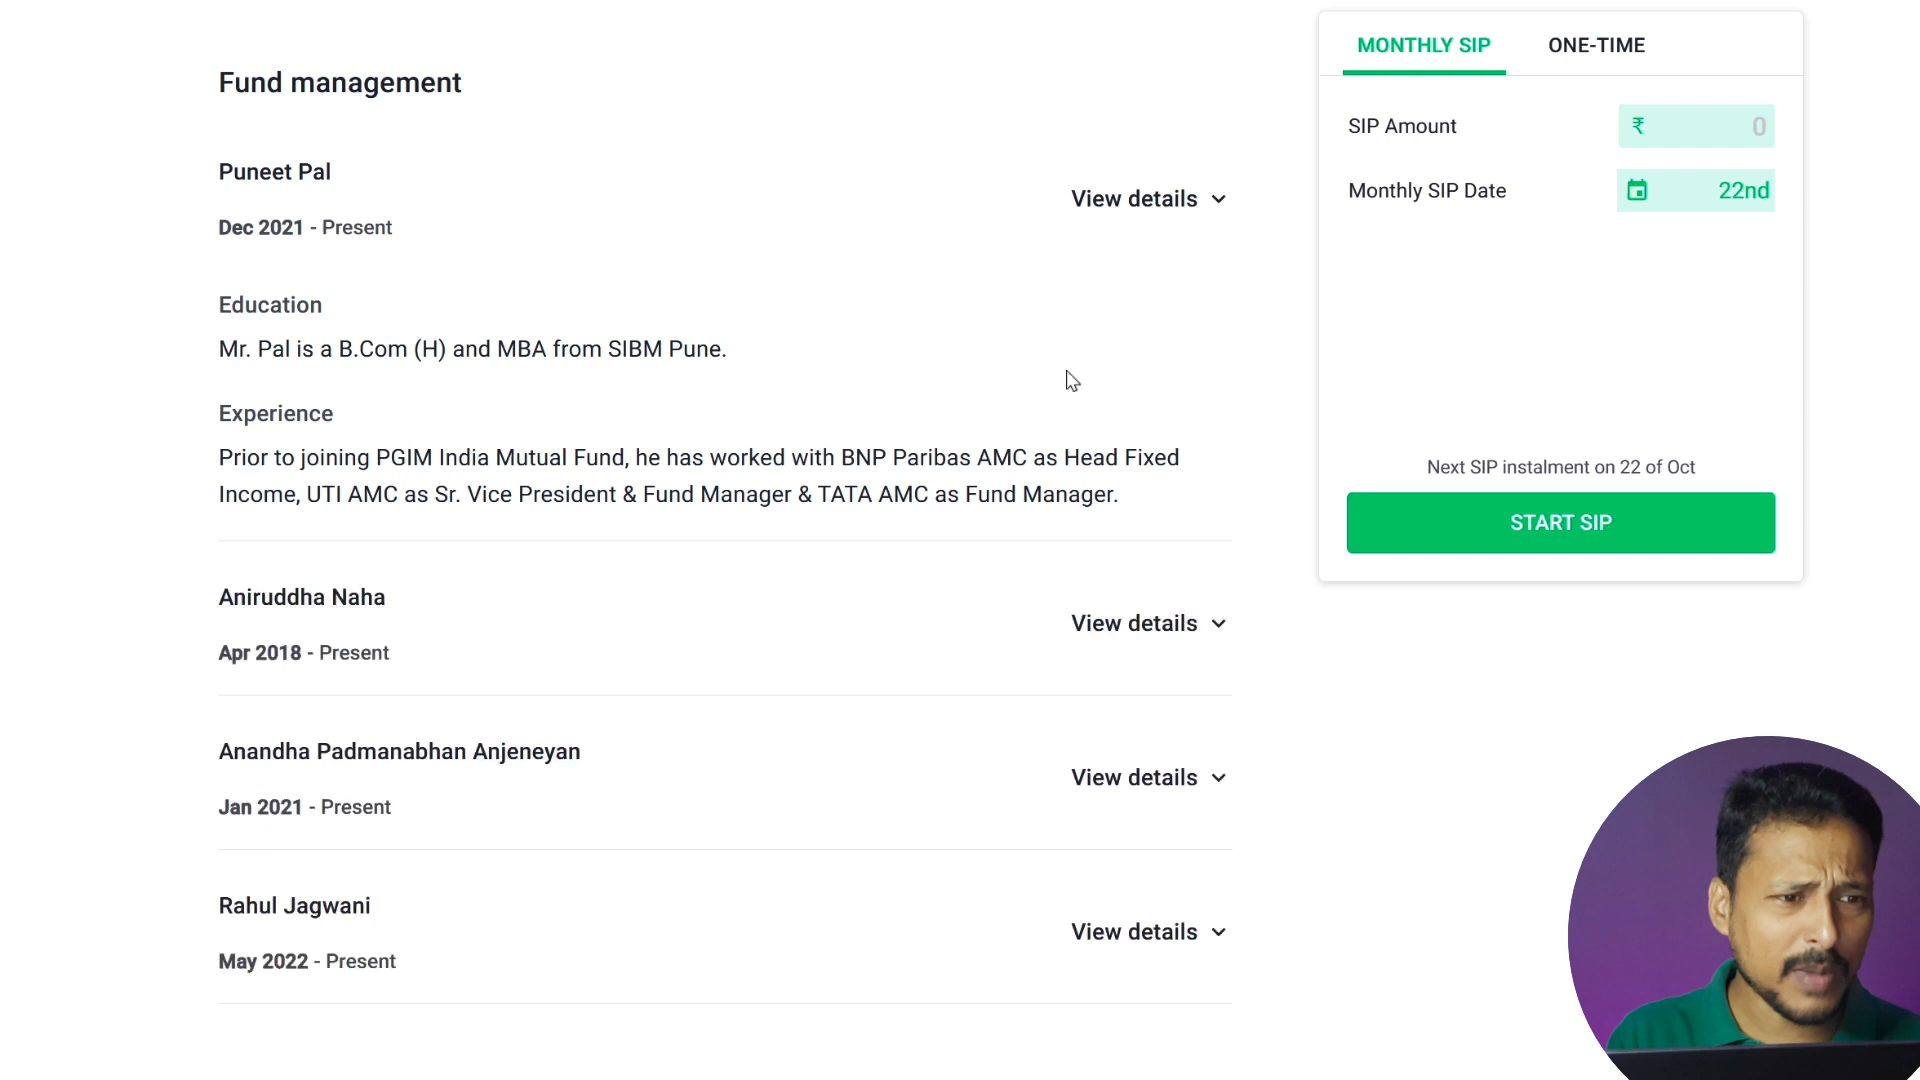 Fund management
Puneet Pal
View details
Dec 2021 - Present
Education
Mr. Pal is a B.Com (H) and MBA from SIBM Pune.
Experience
Prior to joining PGIM India Mutual Fund, he has worked with BNP Paribas AMC as Head Fixed
Income, UTI AMC as Sr. Vice President & Fund Manager & TATA AMC as Fund Manager.
Aniruddha Naha
View details
Apr 2018 - Present
Anandha Padmanabhan Anjeneyan
View details
Jan 2021 - Present
Rahul Jagwani
View details
May 2022 - Present
MONTHLY SIP ONE-TIME
SIP Amount ₹ 0
Monthly SIP Date 22nd
Next SIP instalment on 22 of Oct
START SIP